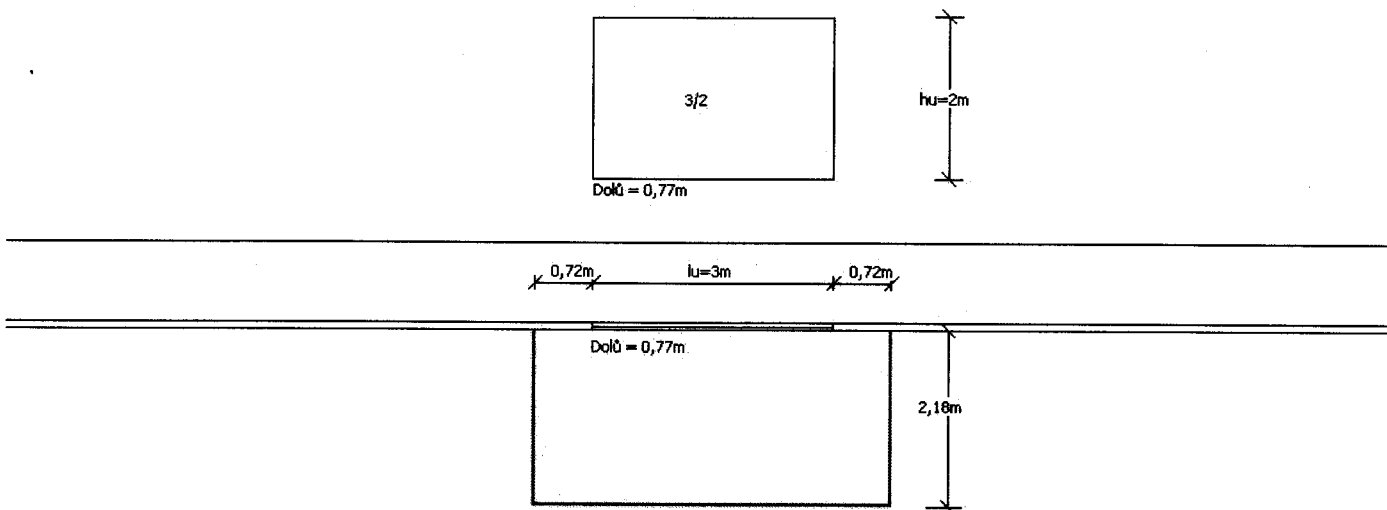 3/2
hu=2m
Dolů = 0,77m
0,72m
lu=3m
0,72m
Dolů = 0,77m
2,18m